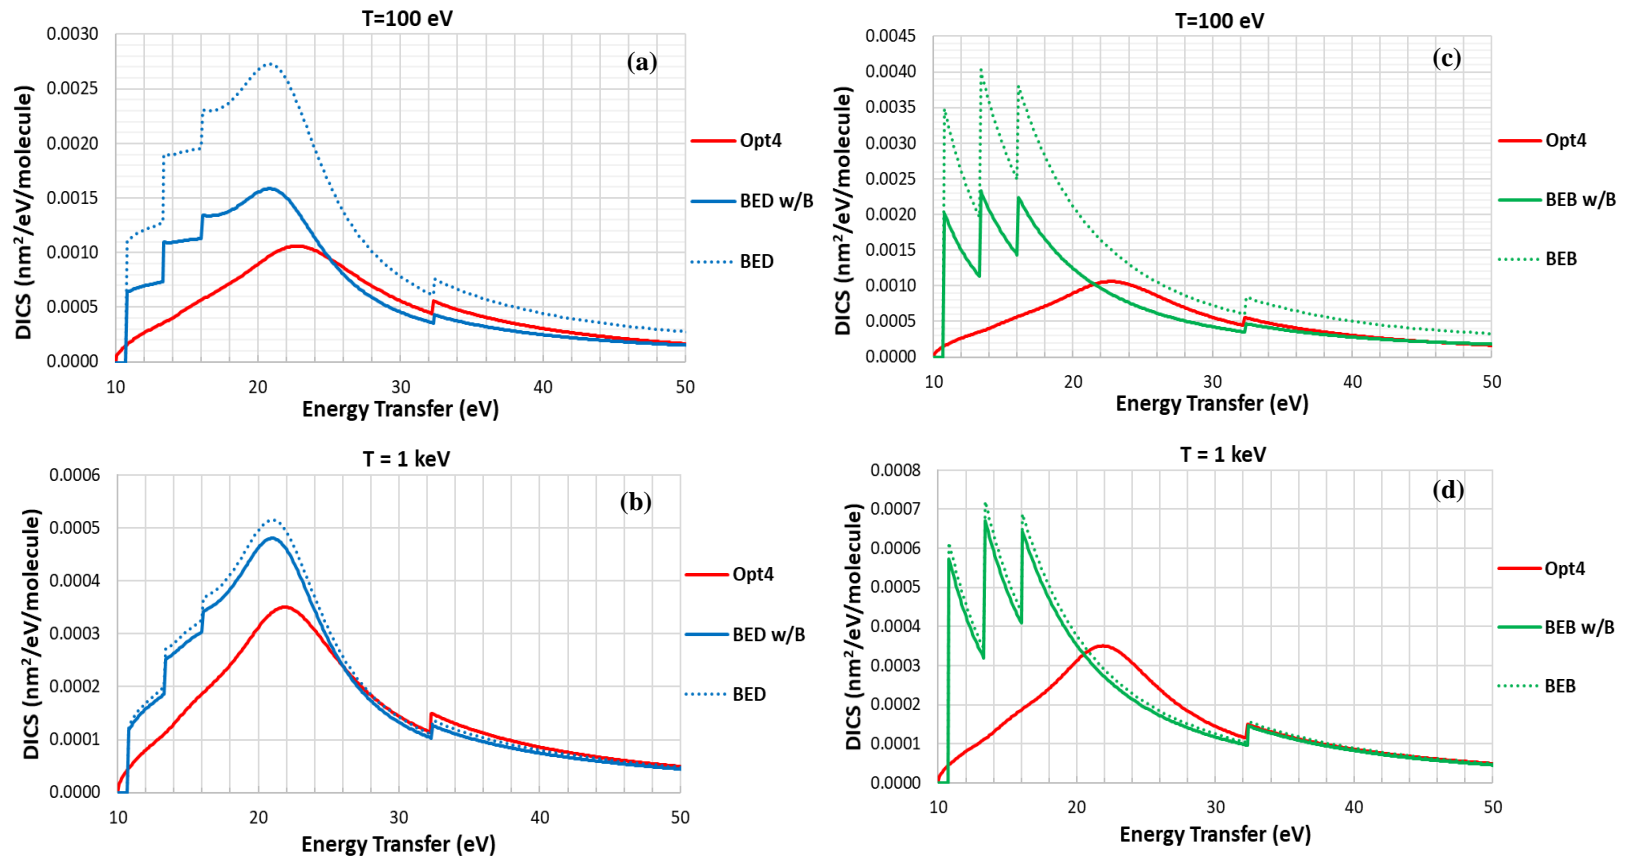 T=100 eV
(a)
DICS (nm²/eV/molecule)
0.0030
0.0025
0.0020
0.0015
0.0010
0.0005
0.0000
10 20 30 40 50
Energy Transfer (eV)
Opt4
BED w/B
BED
T=100 eV
(c)
DICS (nm²/eV/molecule)
0.0045
0.0040
0.0035
0.0030
0.0025
0.0020
0.0015
0.0010
0.0005
0.0000
10 20 30 40 50
Energy Transfer (eV)
Opt4
BEB w/B
BEB
T = 1 keV
(b)
DICS (nm²/eV/molecule)
0.0006
0.0005
0.0004
0.0003
0.0002
0.0001
0.0000
10 20 30 40 50
Energy Transfer (eV)
Opt4
BED w/B
BED
T = 1 keV
(d)
DICS (nm²/eV/molecule)
0.0008
0.0007
0.0006
0.0005
0.0004
0.0003
0.0002
0.0001
0.0000
10 20 30 40 50
Energy Transfer (eV)
Opt4
BEB w/B
BEB